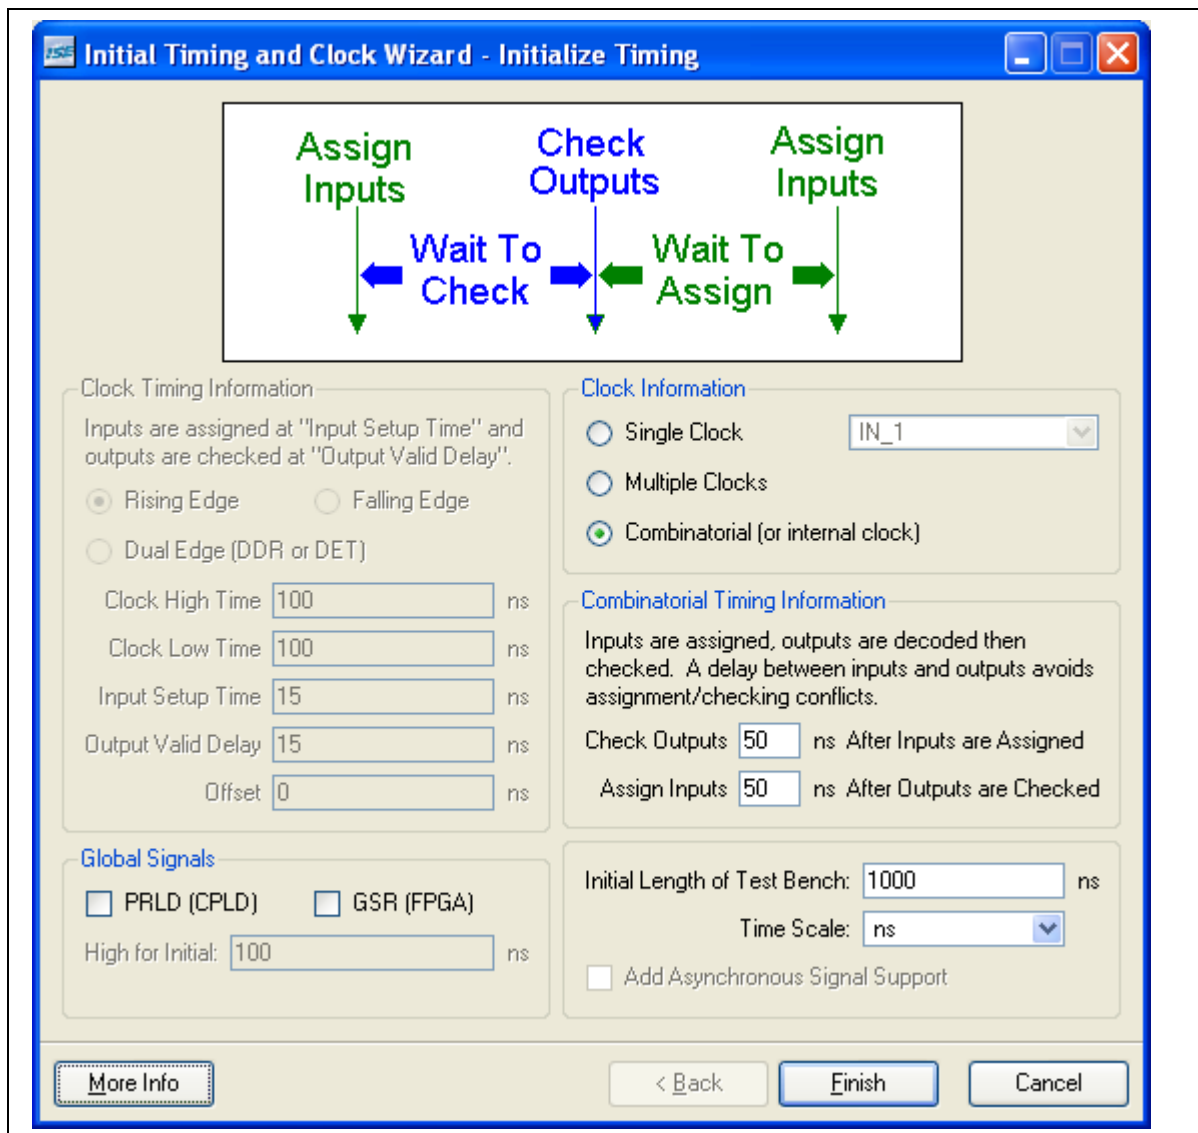 ISE Initial Timing and Clock Wizard - Initialize Timing
Assign Inputs
Check Outputs
Assign Inputs
Wait To Check
Wait To Assign
Clock Timing Information
Inputs are assigned at "Input Setup Time" and
outputs are checked at "Output Valid Delay".
Rising Edge Falling Edge
Dual Edge (DDR or DET)
Clock High Time 100 ns
Clock Low Time 100 ns
Input Setup Time 15 ns
Output Valid Delay 15 ns
Offset 0 ns
Global Signals
PRLD (CPLD) GSR (FPGA)
High for Initial: 100 ns
Clock Information
Single Clock IN_1
Multiple Clocks
Combinatorial (or internal clock)
Combinatorial Timing Information
Inputs are assigned, outputs are decoded then
checked. A delay between inputs and outputs avoids
assignment/checking conflicts.
Check Outputs 50 ns After Inputs are Assigned
Assign Inputs 50 ns After Outputs are Checked
Initial Length of Test Bench: 1000 ns
Time Scale: ns
Add Asynchronous Signal Support
More Info < Back Finish Cancel